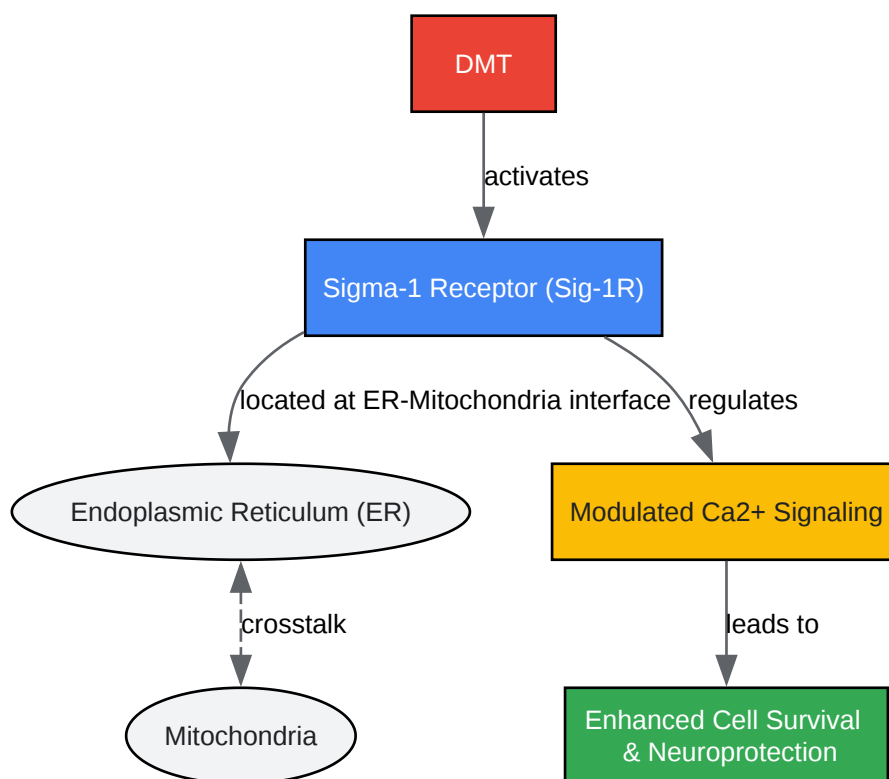 DMT
activates
Sigma-1 Receptor (Sig-1R)
located at ER-Mitochondria interface
regulates
Endoplasmic Reticulum (ER)
Modulated Ca2+ Signaling
crosstalk
leads to
Mitochondria
Enhanced Cell Survival
& Neuroprotection